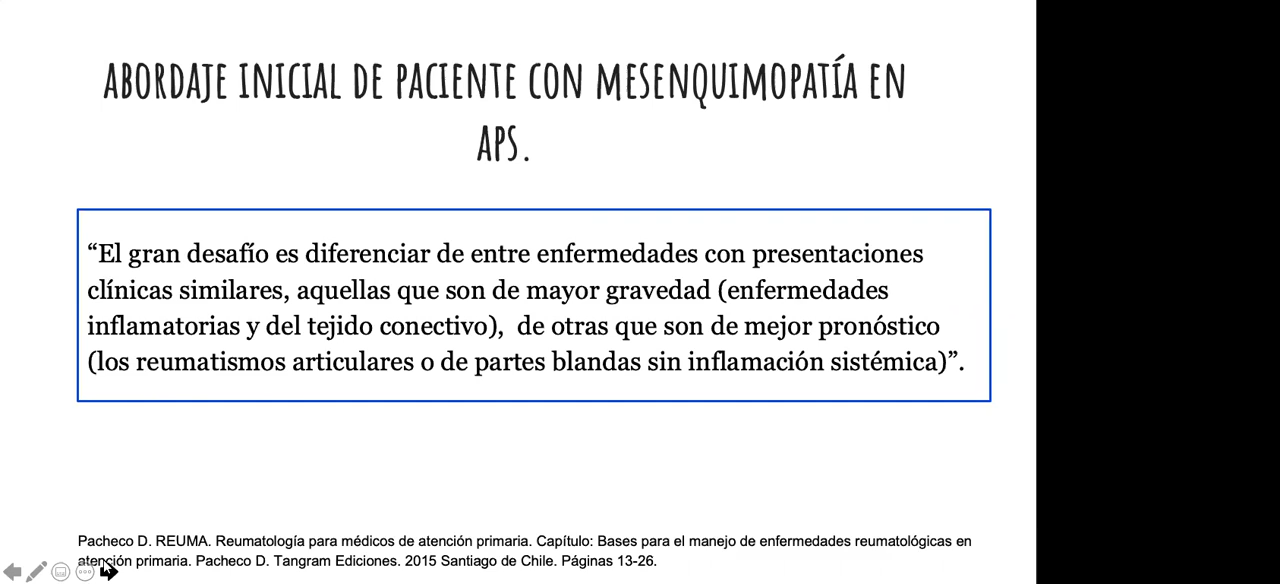 ABORDAJE INICIAL DE PACIENTE CON MESENQUIMOPATÍA EN
APS.
“El gran desafío es diferenciar de entre enfermedades con presentaciones
clínicas similares, aquellas que son de mayor gravedad (enfermedades
inflamatorias y del tejido conectivo),  de otras que son de mejor pronóstico
(los reumatismos articulares o de partes blandas sin inflamación sistémica)”.
Pacheco D. REUMA. Reumatología para médicos de atención primaria. Capítulo: Bases para el manejo de enfermedades reumatológicas en
atención primaria. Pacheco D. Tangram Ediciones. 2015 Santiago de Chile. Páginas 13-26.